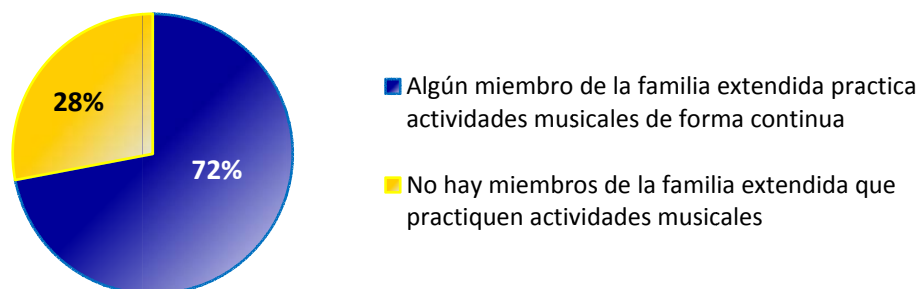 28%
72%
Algún miembro de la familia extendida practica
actividades musicales de forma continua
No hay miembros de la familia extendida que
practiquen actividades musicales